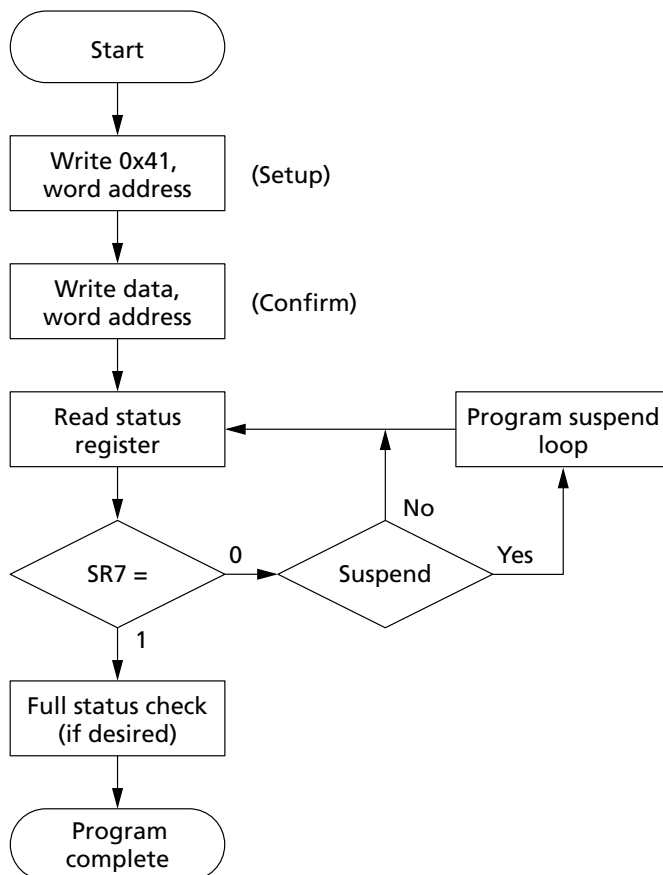 Start
Write 0x41,
word address
(Setup)
Write data,
word address
(Confirm)
Read status
register
Program suspend
loop
No
SR7 =
0
Suspend
Yes
1
Full status check
(if desired)
Program
complete